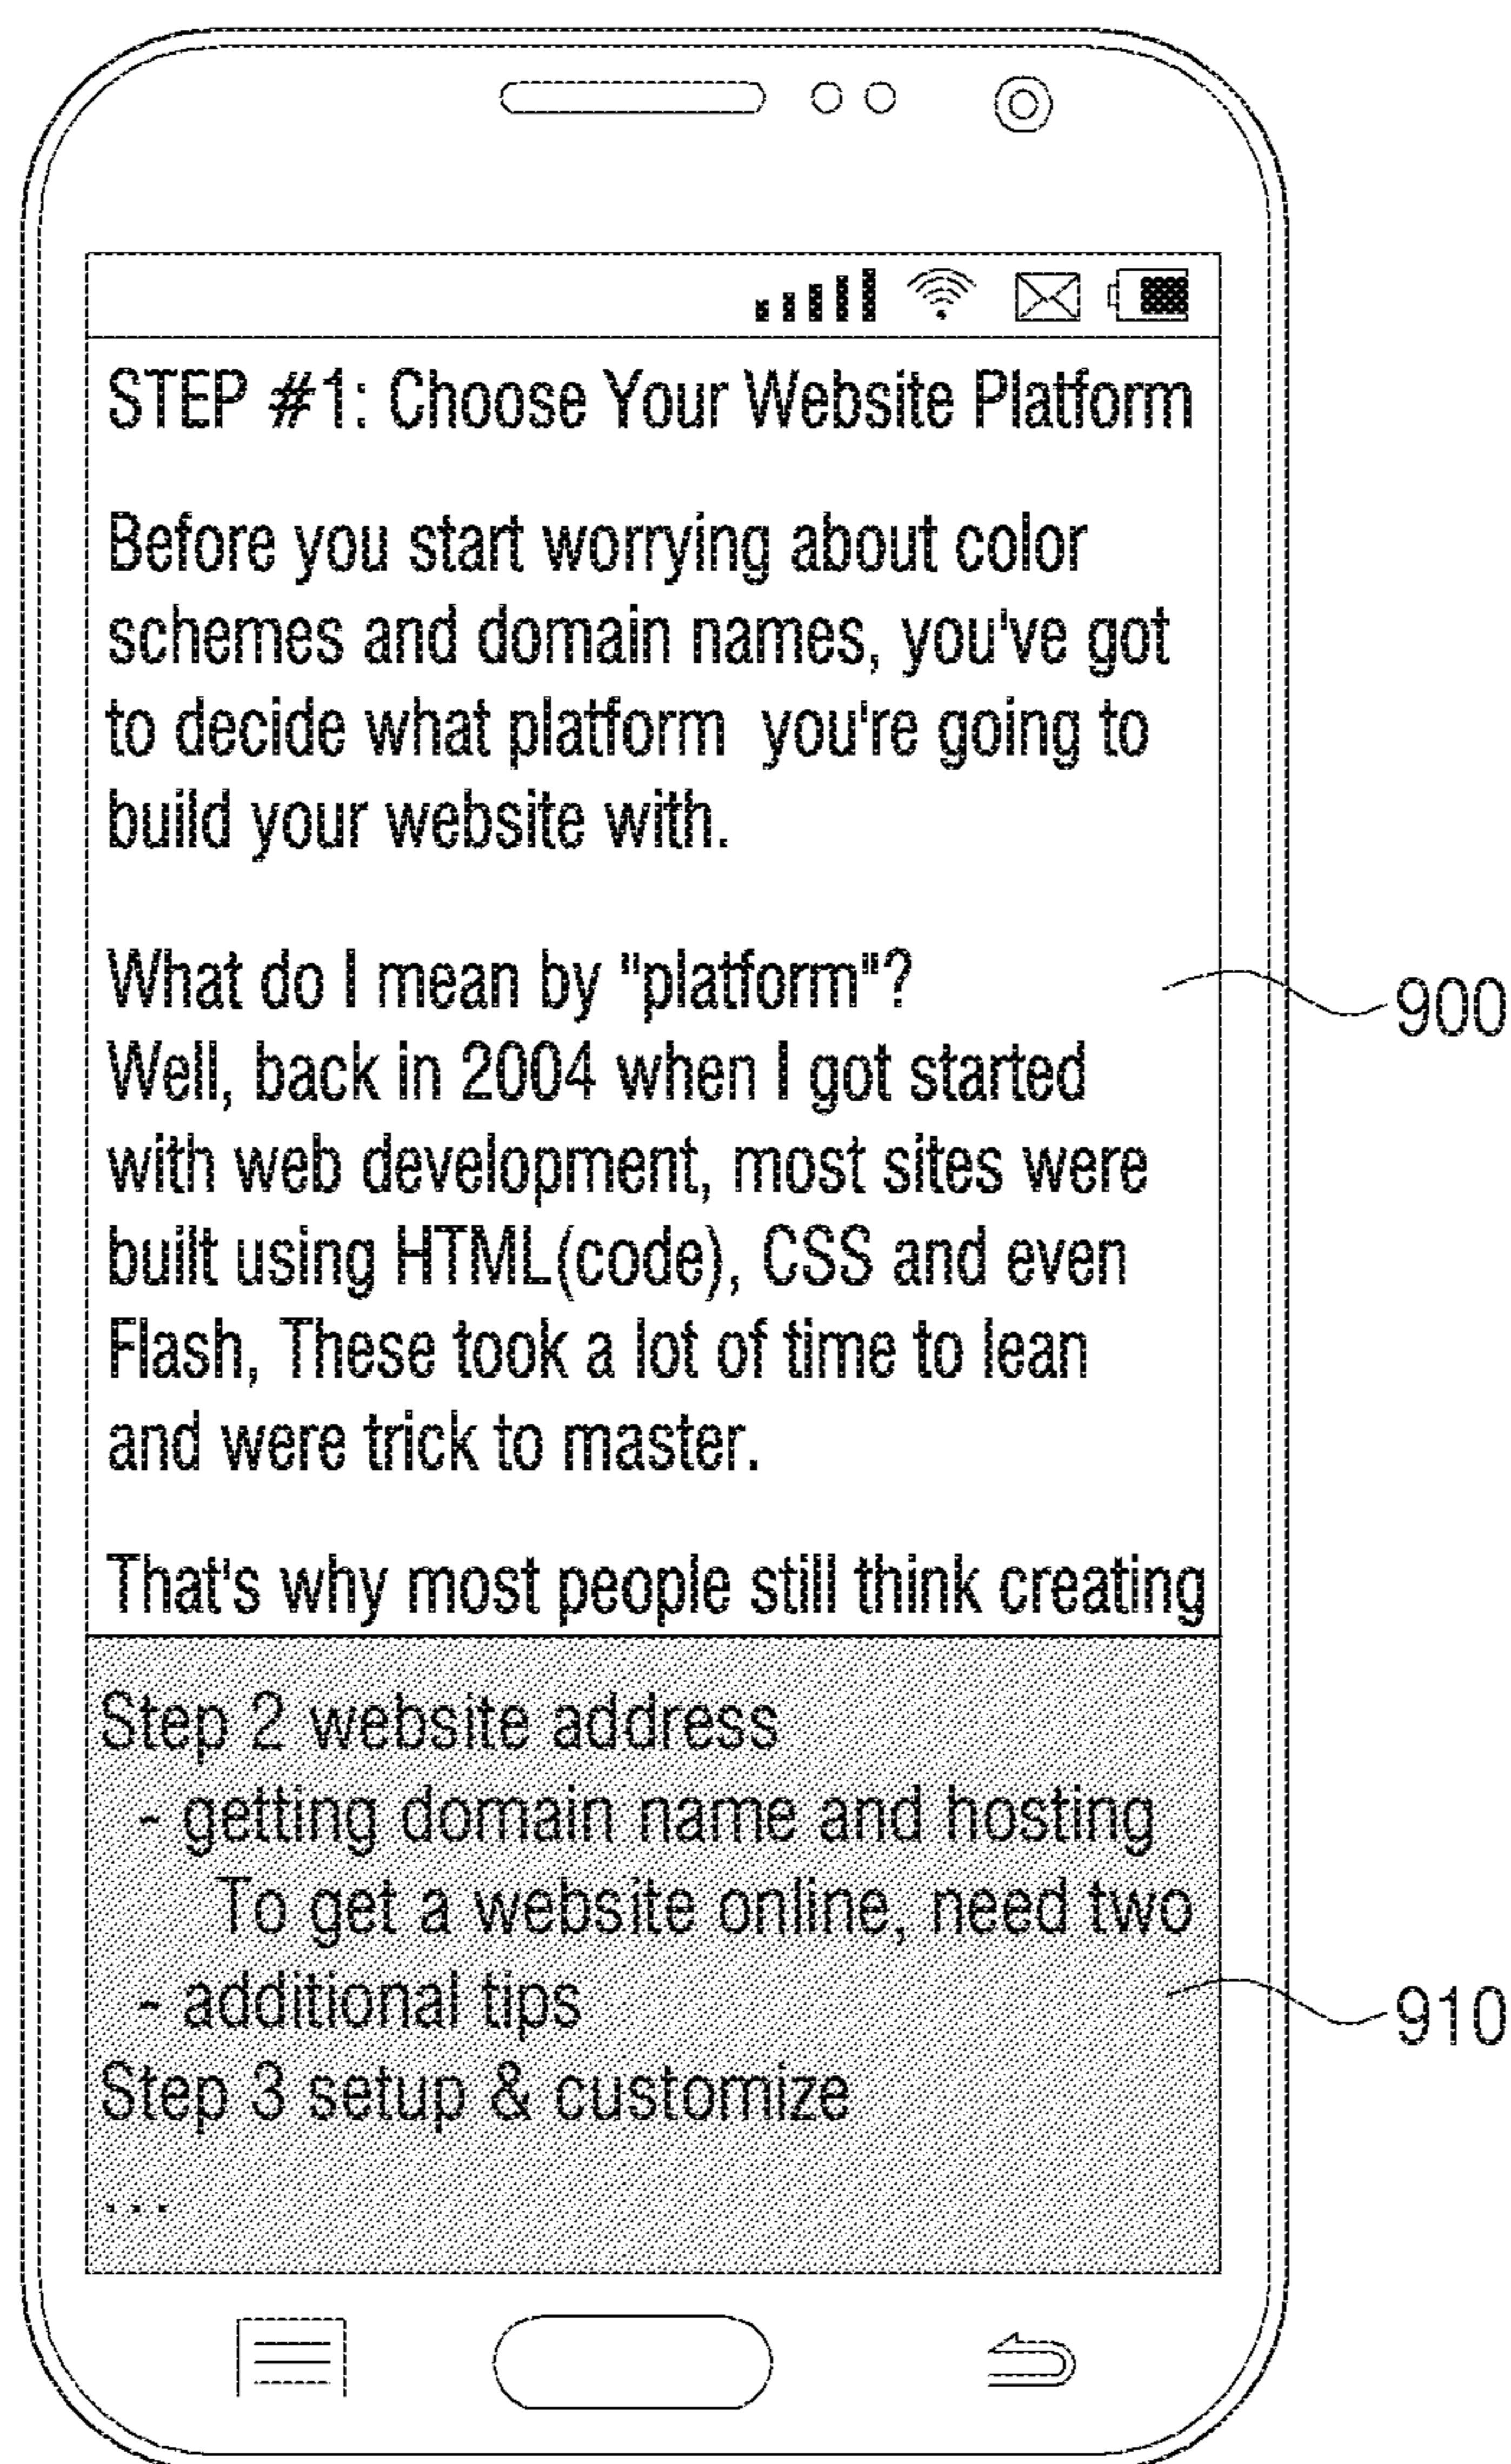 STEP #1: Choose Your Website Platform
Before you start worrying about color
schemes and domain names, you've got
to decide what platform  you're going to
build your website with.
What do I mean by "platform"?
900
Well, back in 2004 when I got started
with web development, most sites were
built using HTML(code), CSS and even
Flash, These took a lot of time to lean
and were trick to master.
That's why most people still think creating
Step 2 website address
- getting domain name and hosting
To get a website online, need two
- additional tips
910
Step 3 setup & customize
...